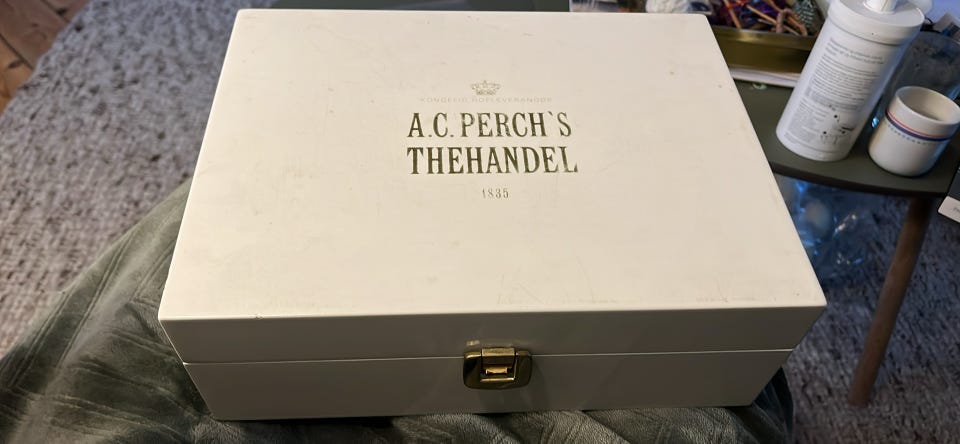 KONGELIG HOFLEVERANDØR
A.C. PERCH`S
THEHANDEL
1835